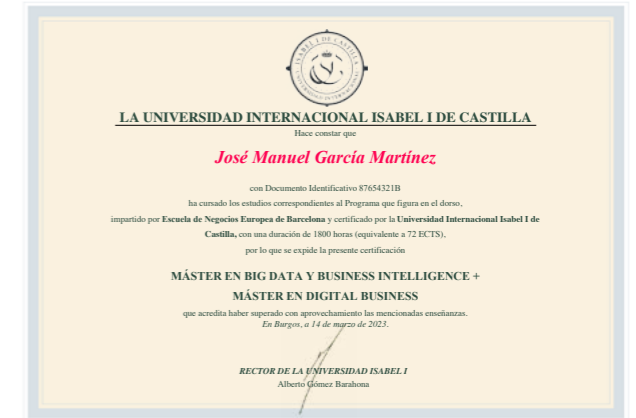 ISABEL I DE CASTILLA
LA UNIVERSIDAD INTERNACIONAL ISABEL I DE CASTILLA
Hace constar que
José Manuel García Martínez
con Documento Identificativo 87654321B
ha cursado los estudios correspondientes al Programa que figura en el dorso,
impartido por Escuela de Negocios Europea de Barcelona y certificado por la Universidad Internacional Isabel I de
Castilla, con una duración de 1800 horas (equivalente a 72 ECTS),
por lo que se expide la presente certificación
MÁSTER EN BIG DATA Y BUSINESS INTELLIGENCE +
MÁSTER EN DIGITAL BUSINESS
que acredita haber superado con aprovechamiento las mencionadas enseñanzas.
En Burgos, a 14 de marzo de 2023.
RECTOR DE LA UNIVERSIDAD ISABEL I
Alberto Gómez Barahona